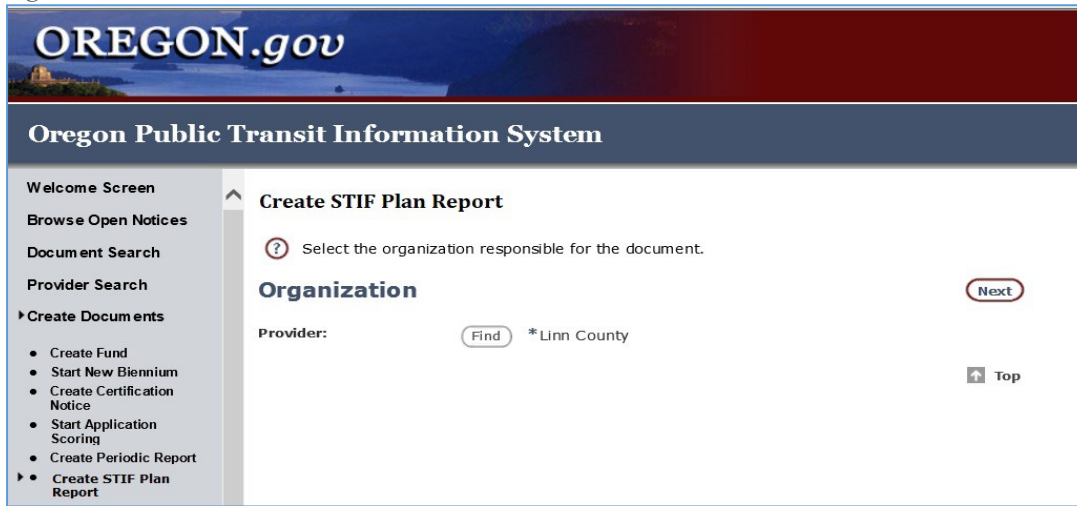 OREGON.gov
Oregon Public Transit Information System
Welcome Screen
Browse Open Notices
Document Search
Provider Search
Create Documents
Create Fund
Start New Biennium
Create Certification
Notice
Start Application
Scoring
Create Periodic Report
Create STIF Plan
Report
Create STIF Plan Report
? Select the organization responsible for the document.
Organization
Next
Provider: Find *Linn County
Top